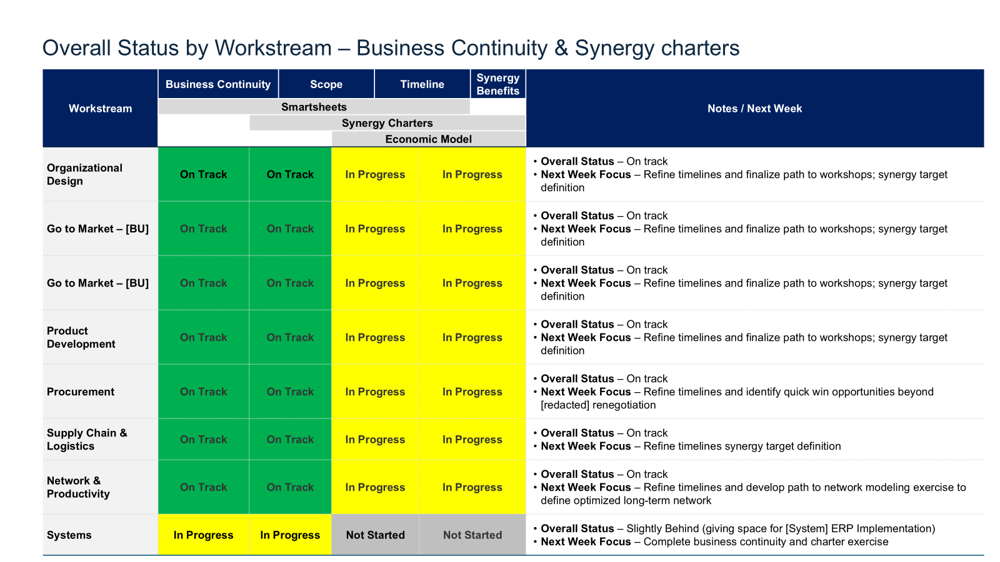 Overall Status by Workstream – Business Continuity & Synergy charters
Workstream
Business Continuity
Scope
Timeline
Synergy
Benefits
Notes / Next Week
Smartsheets
Synergy Charters
Economic Model
Organizational
Design
On Track
On Track
In Progress
In Progress
• Overall Status – On track
• Next Week Focus – Refine timelines and finalize path to workshops; synergy target
definition
Go to Market – [BU]
On Track
On Track
In Progress
In Progress
• Overall Status – On track
• Next Week Focus – Refine timelines and finalize path to workshops; synergy target
definition
Go to Market – [BU]
On Track
On Track
In Progress
In Progress
• Overall Status – On track
• Next Week Focus – Refine timelines and finalize path to workshops; synergy target
definition
Product
Development
On Track
On Track
In Progress
In Progress
• Overall Status – On track
• Next Week Focus – Refine timelines and finalize path to workshops; synergy target
definition
Procurement
On Track
On Track
In Progress
In Progress
• Overall Status – On track
• Next Week Focus – Refine timelines and identify quick win opportunities beyond
[redacted] renegotiation
Supply Chain &
Logistics
On Track
On Track
In Progress
In Progress
• Overall Status – On track
• Next Week Focus – Refine timelines synergy target definition
Network &
Productivity
On Track
On Track
In Progress
In Progress
• Overall Status – On track
• Next Week Focus – Refine timelines and develop path to network modeling exercise to
define optimized long-term network
Systems
In Progress
In Progress
Not Started
Not Started
• Overall Status – Slightly Behind (giving space for [System] ERP Implementation)
• Next Week Focus – Complete business continuity and charter exercise